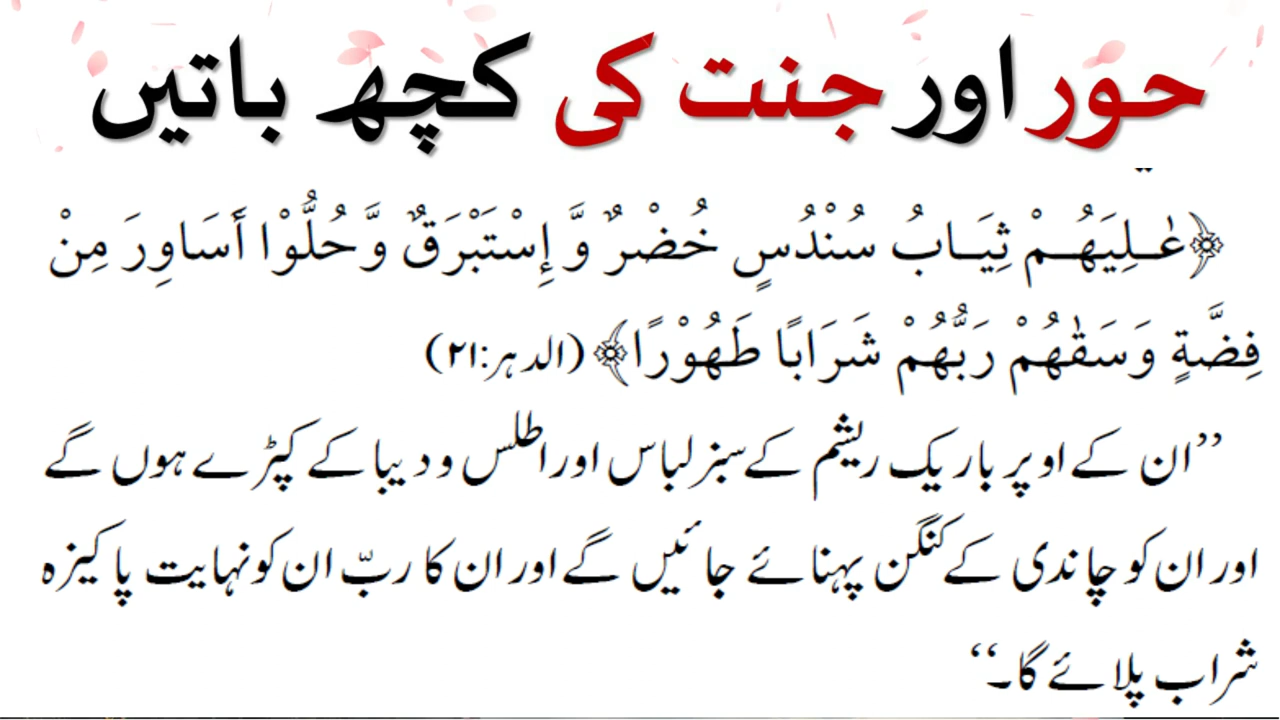 حور اور جنت کی کچھ باتیں
﴿عٰلِيَهُمْ ثِيَابُ سُنْدُسٍ خُضْرٌ وَّ إِسْتَبْرَقٌ وَّحُلُّوْا أَسَاوِرَ مِنْ
فِضَّةٍ وَسَقٰهُمْ رَبُّهُمْ شَرَابًا طَهُوْرًا﴾ (الدہر:۲۱)
’’ان کے اوپر باریک ریشم کے سبز لباس اور اطلس و دیبا کے کپڑے ہوں گے
اور ان کو چاندی کے کنگن پہنائے جائیں گے اور ان کا ربّ ان کو نہایت پاکیزہ
شراب پلائے گا۔‘‘